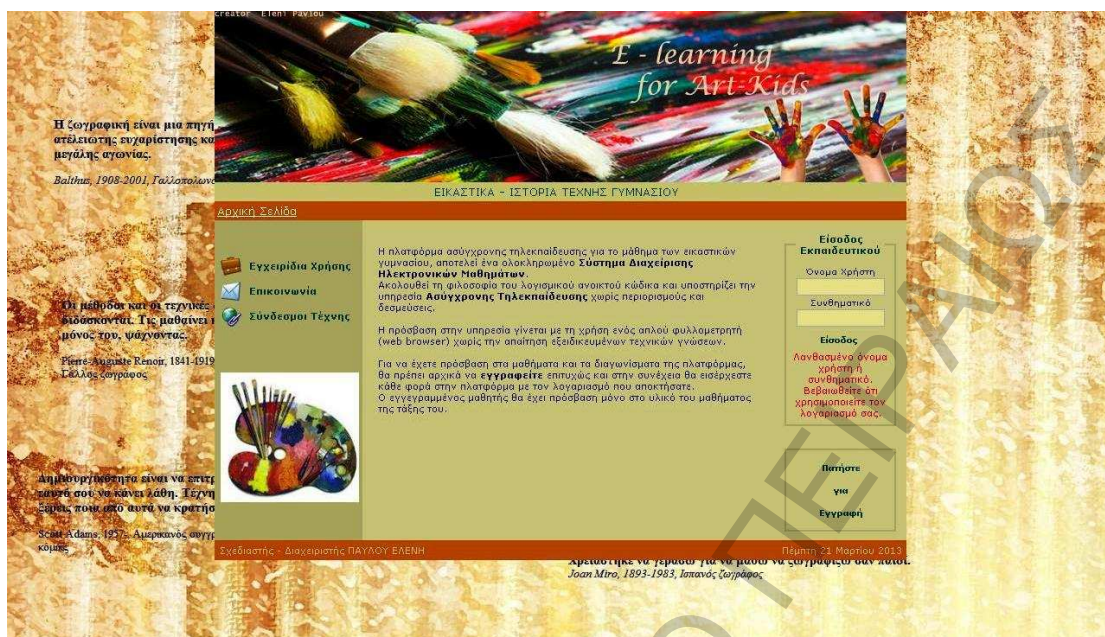 creator Eleni Pavlou
E - learning
for Art-Kids
Η ζωγραφική είναι μια πηγή
ατέλειωτης ευχαρίστησης
μεγάλης αγωνίας.
Balthus, 1908-2001,
ΕΙΚΑΣΤΙΚΑ - ΙΣΤΟΡΙΑ ΤΕΧΝΗΣ ΓΥΜΝΑΣΙΟΥ
Αρχική Σελίδα
Εγχειρίδια Χρήσης
Επικοινωνία
Σύνδεσμοι Τέχνης
Οι μέθοδοι και οι τεχνικές
διδάσκονται. Τις μαθαίνει
μόνος του, ψάχνοντας.
Pierre-Auguste Renoir, 1841-1919
Γάλλος ζωγράφος
Δημιουργικότητα είναι να
εαυτό σου να κάνει λάθη. Τέχνη
ξέρεις ποια από αυτά να
Scott Adams, 1957-, Αμερικανός
κόμικς
Η πλατφόρμα ασύγχρονης τηλεκπαίδευσης για το μάθημα των εικαστικών
γυμνασίου, αποτελεί ένα ολοκληρωμένο Σύστημα Διαχείρισης
Ηλεκτρονικών Μαθημάτων.
Ακολουθεί τη φιλοσοφία του λογισμικού ανοικτού κώδικα και υποστηρίζει την
υπηρεσία Ασύγχρονης Τηλεκπαίδευσης χωρίς περιορισμούς και
δεσμεύσεις.
Η πρόσβαση στην υπηρεσία γίνεται με τη χρήση ενός απλού φυλλομετρητή
(web browser) χωρίς την απαίτηση εξειδικευμένων τεχνικών γνώσεων.
Για να έχετε πρόσβαση στα μαθήματα και τα διαγωνίσματα της πλατφόρμας,
θα πρέπει αρχικά να εγγραφείτε επιτυχώς και στην συνέχεια θα εισέρχεστε
κάθε φορά στην πλατφόρμα με τον λογαριασμό που αποκτήσατε.
Ο εγγεγραμμένος μαθητής θα έχει πρόσβαση μόνο στο υλικό του μαθήματος
της τάξης του.
Είσοδος
Εκπαιδευτικού
Όνομα Χρήστη
Συνθηματικό
Είσοδος
Λανθασμένο όνομα
χρήστη ή
συνθηματικό.
Βεβαιωθείτε ότι
χρησιμοποιείτε τον
λογαριασμό σας.
Πατήστε
για
Εγγραφή
Σχεδιαστής - Διαχειριστής ΠΑΥΛΟΥ ΕΛΕΝΗ
Πέμπτη 21 Μαρτίου 2013
Χρειάστηκε να γεράσω για να μάθω να ζωγραφίζω σαν παιδί.
Joan Miro, 1893-1983, Ισπανός ζωγράφος